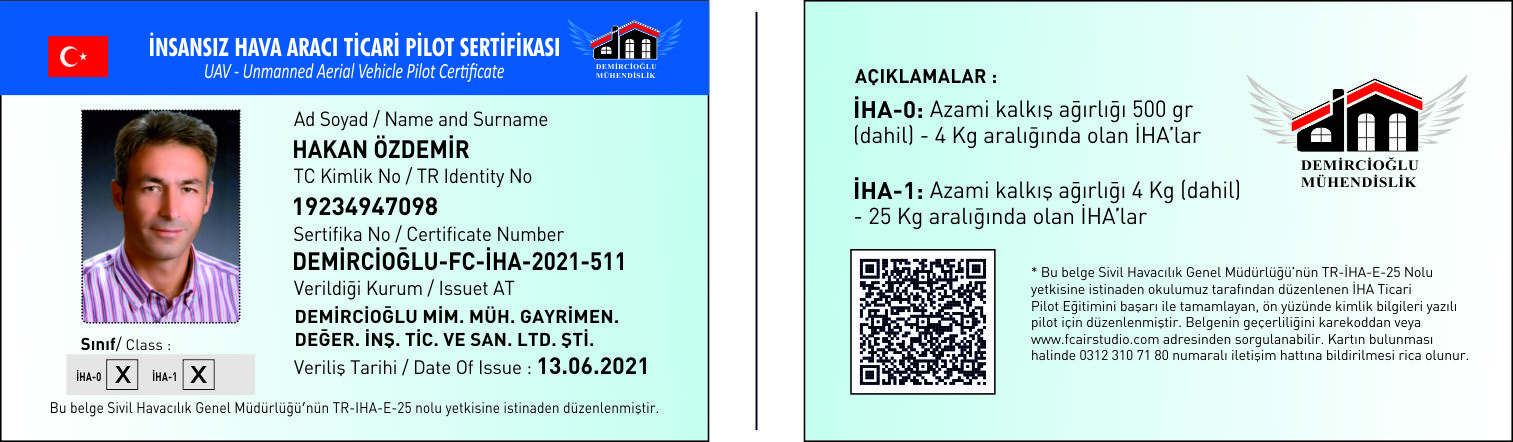 İNSANSIZ HAVA ARACI TİCARİ PİLOT SERTİFİKASI
UAV - Unmanned Aerial Vehicle Pilot Certificate
DEMİRCİOĞLU
MÜHENDİSLİK
Ad Soyad / Name and Surname
HAKAN ÖZDEMİR
TC Kimlik No / TR Identity No
19234947098
Sertifika No / Certificate Number
DEMİRCİOĞLU-FC-İHA-2021-511
Verildiği Kurum / Issuet AT
DEMİRCİOĞLU MİM. MÜH. GAYRİMEN.
DEĞER. İNŞ. TİC. VE SAN. LTD. ŞTİ.
Veriliş Tarihi / Date Of Issue : 13.06.2021
Sınıf/ Class :
İHA-0 X İHA-1 X
Bu belge Sivil Havacılık Genel Müdürlüğü'nün TR-IHA-E-25 nolu yetkisine istinaden düzenlenmiştir.
AÇIKLAMALAR :
İHA-0: Azami kalkış ağırlığı 500 gr
(dahil) - 4 Kg aralığında olan İHA'lar
İHA-1: Azami kalkış ağırlığı 4 Kg (dahil)
- 25 Kg aralığında olan İHA'lar
DEMİRCİOĞLU
MÜHENDİSLİK
* Bu belge Sivil Havacılık Genel Müdürlüğü'nün TR-İHA-E-25 Nolu
yetkisine istinaden okulumuz tarafından düzenlenen İHA Ticari
Pilot Eğitimini başarı ile tamamlayan, ön yüzünde kimlik bilgileri yazılı
pilot için düzenlenmiştir. Belgenin geçerliliğini karekoddan veya
www.fcairstudio.com adresinden sorgulanabilir. Kartın bulunması
halinde 0312 310 71 80 numaralı iletişim hattına bildirilmesi rica olunur.